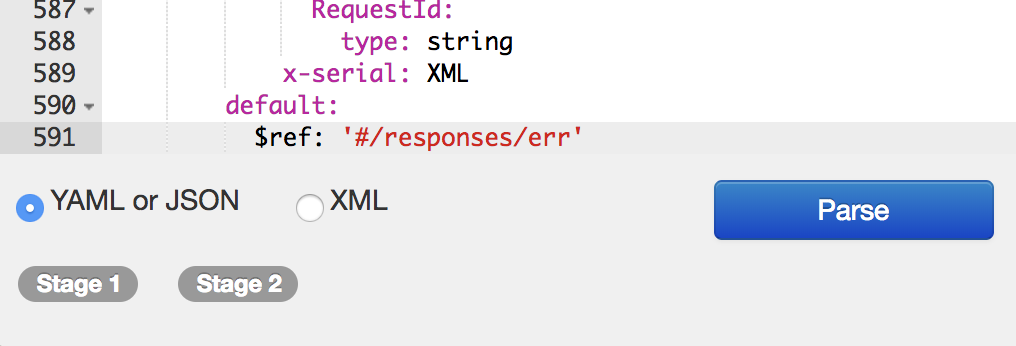 587 RequestId:
588 type: string
589 x-serial: XML
590 default:
591 $ref: '#/responses/err'
YAML or JSON XML Parse
Stage 1 Stage 2